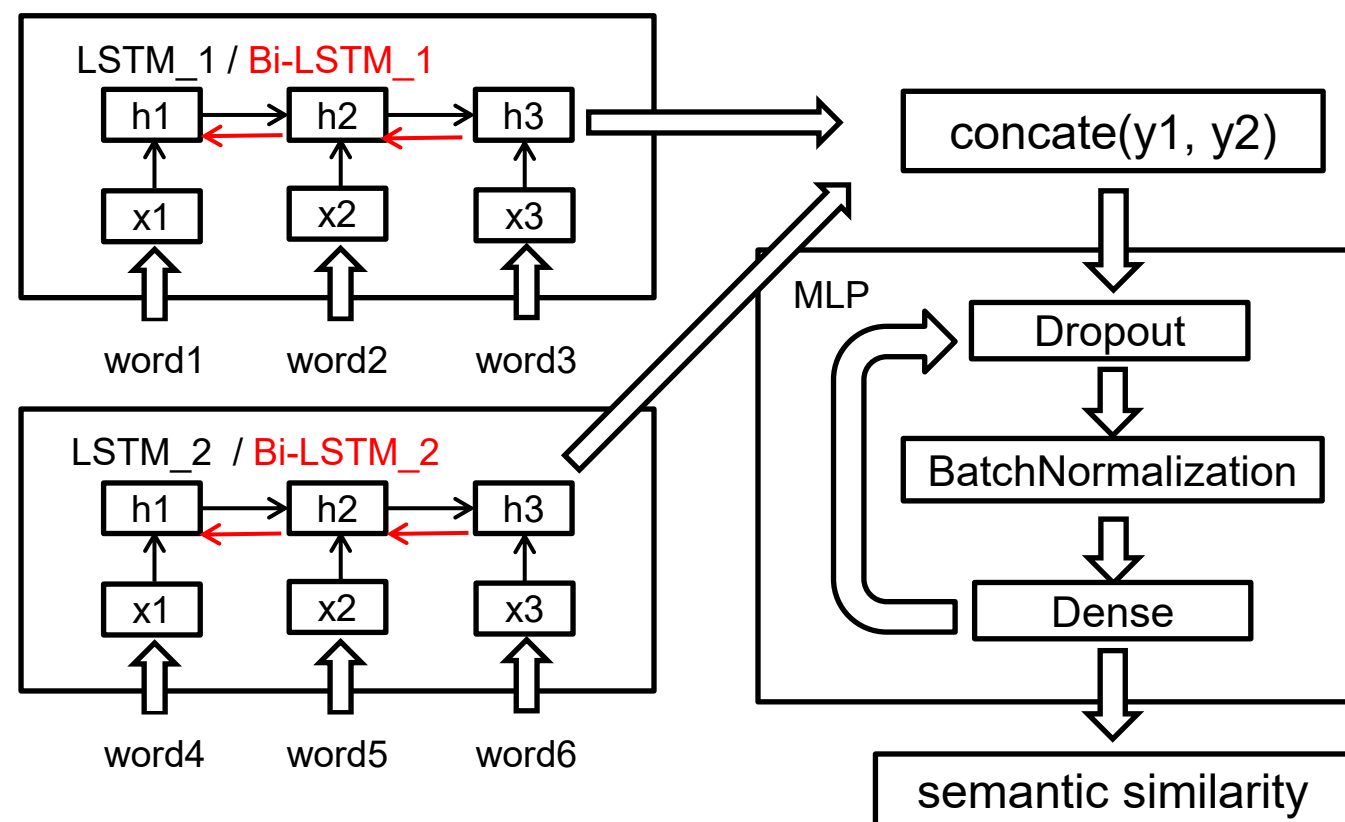 LSTM_1 / Bi-LSTM_1
h1 h2 h3
x1 x2 x3
word1 word2 word3
LSTM_2 / Bi-LSTM_2
h1 h2 h3
x1 x2 x3
word4 word5 word6
concate(y1, y2)
MLP
Dropout
BatchNormalization
Dense
semantic similarity